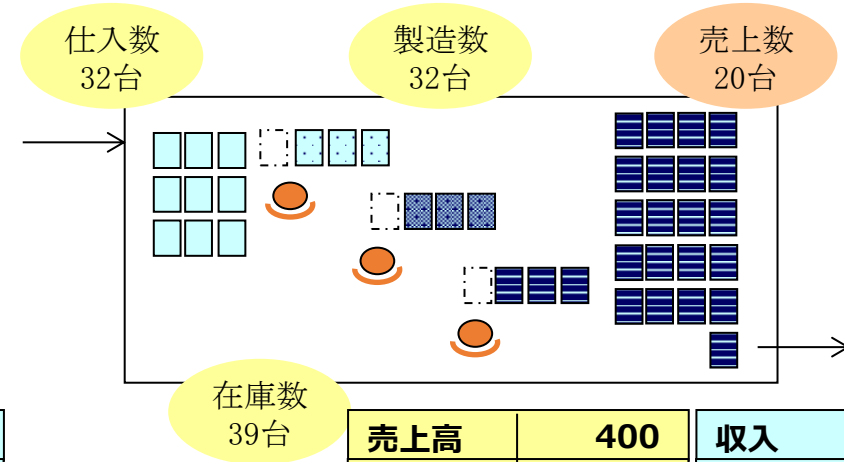 仕入数
32台
製造数
32台
売上数
20台
在庫数
39台
売上高 400
収入